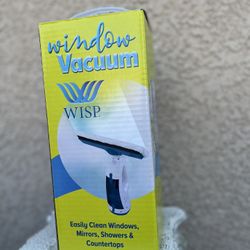 window
Vacuum
WISP
Easily Clean Windows,
Mirrors, Showers &
Countertops